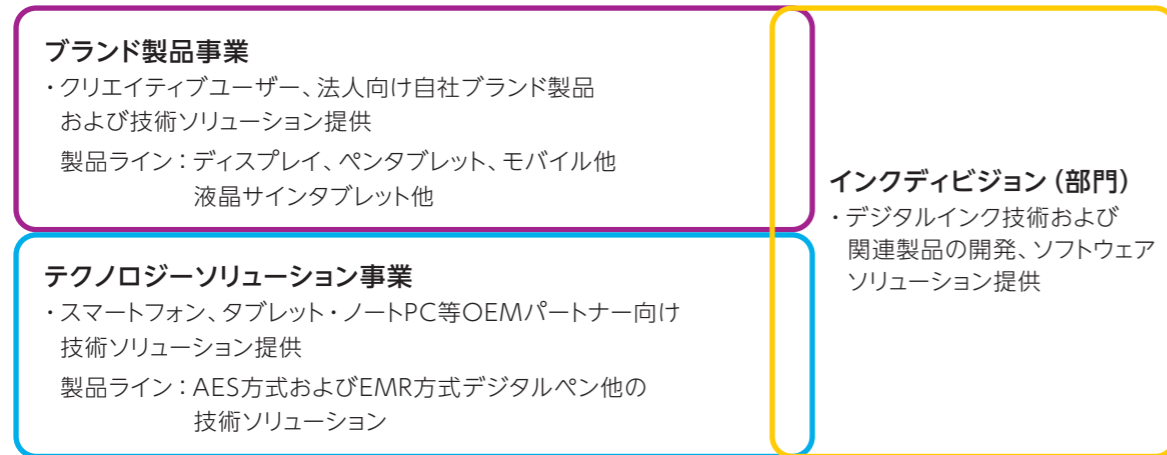 ブランド製品事業
・クリエイティブユーザー、法人向け自社ブランド製品
および技術ソリューション提供
製品ライン：ディスプレイ、ペンタブレット、モバイル他
液晶サインタブレット他
テクノロジーソリューション事業
・スマートフォン、タブレット・ノートPC等OEMパートナー向け
技術ソリューション提供
製品ライン：AES方式およびEMR方式デジタルペン他の
技術ソリューション
インクディビジョン（部門）
・デジタルインク技術および
関連製品の開発、ソフトウェア
ソリューション提供